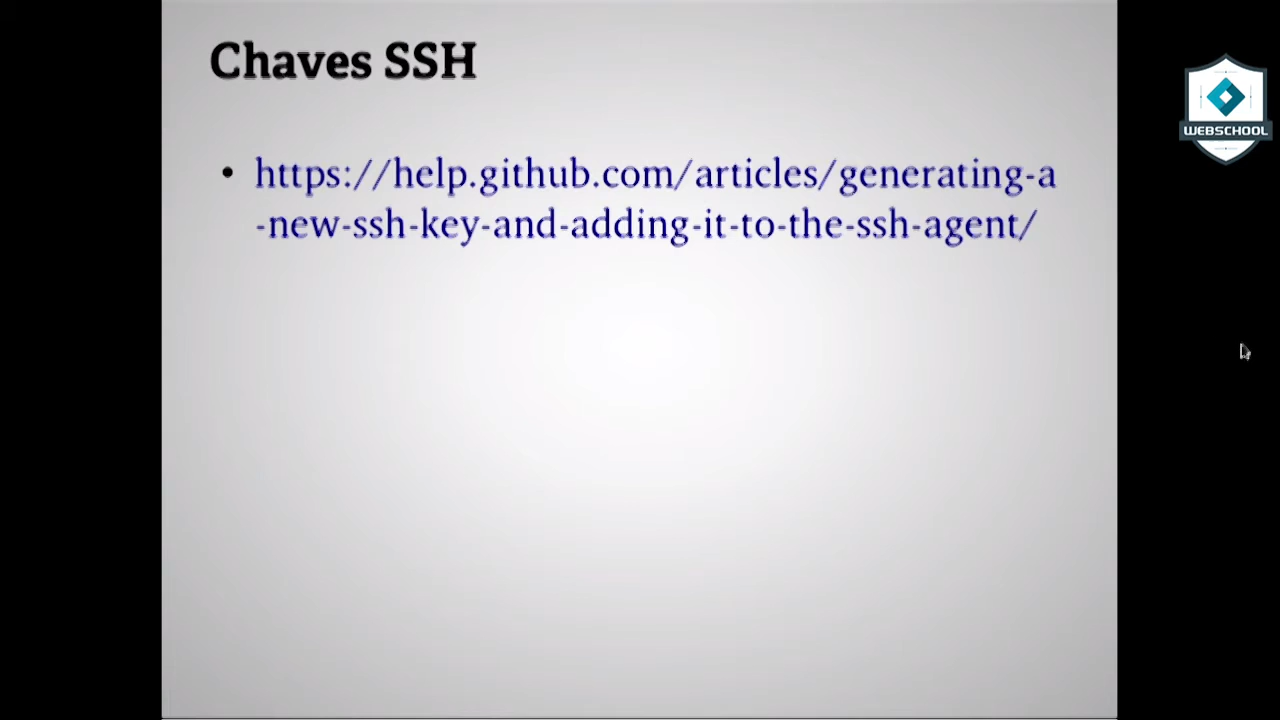 Chaves SSH
• https://help.github.com/articles/generating-a
-new-ssh-key-and-adding-it-to-the-ssh-agent/
WEBSCHOOL